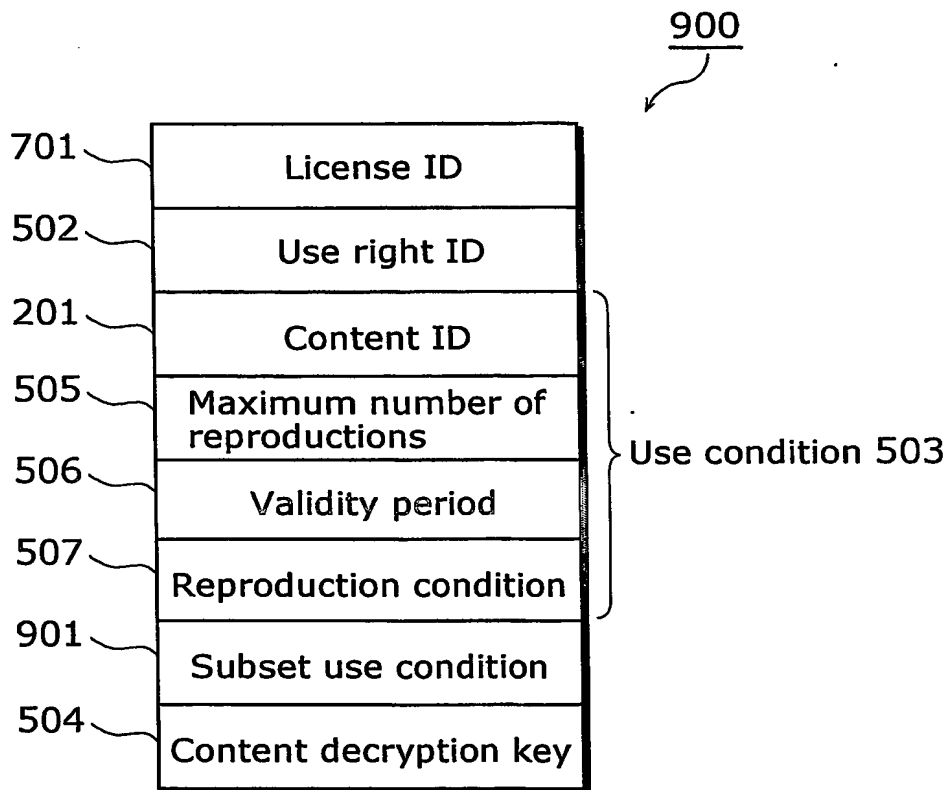 900
701
License ID
502
Use right ID
201
Content ID
505
Maximum number of
reproductions
506
Validity period
Use condition 503
507
Reproduction condition
901
Subset use condition
504
Content decryption key